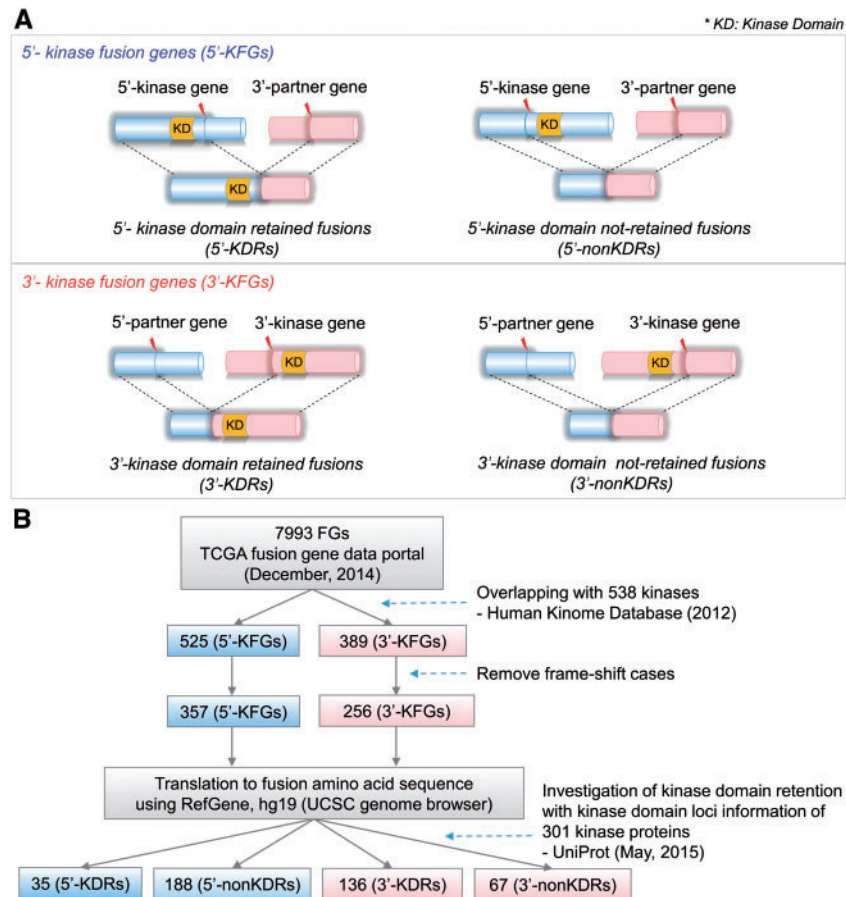 A
* KD: Kinase Domain
5'- kinase fusion genes (5'-KFGs)
5'-kinase gene
3'-partner gene
KD
KD
5'- kinase domain retained fusions
(5'-KDRs)
5'-kinase gene
3'-partner gene
KD
5'-kinase domain not-retained fusions
(5'-nonKDRs)
3'- kinase fusion genes (3'-KFGs)
5'-partner gene
3'-kinase gene
KD
KD
3'-kinase domain retained fusions
(3'-KDRs)
5'-partner gene
3'-kinase gene
KD
3'-kinase domain not-retained fusions
(3'-nonKDRs)
B
7993 FGs
TCGA fusion gene data portal
(December, 2014)
Overlapping with 538 kinases
- Human Kinome Database (2012)
525 (5'-KFGs)
389 (3'-KFGs)
Remove frame-shift cases
357 (5'-KFGs)
256 (3'-KFGs)
Translation to fusion amino acid sequence
using RefGene, hg19 (UCSC genome browser)
Investigation of kinase domain retention
with kinase domain loci information of
301 kinase proteins
- UniProt (May, 2015)
35 (5'-KDRs)
188 (5'-nonKDRs)
136 (3'-KDRs)
67 (3'-nonKDRs)